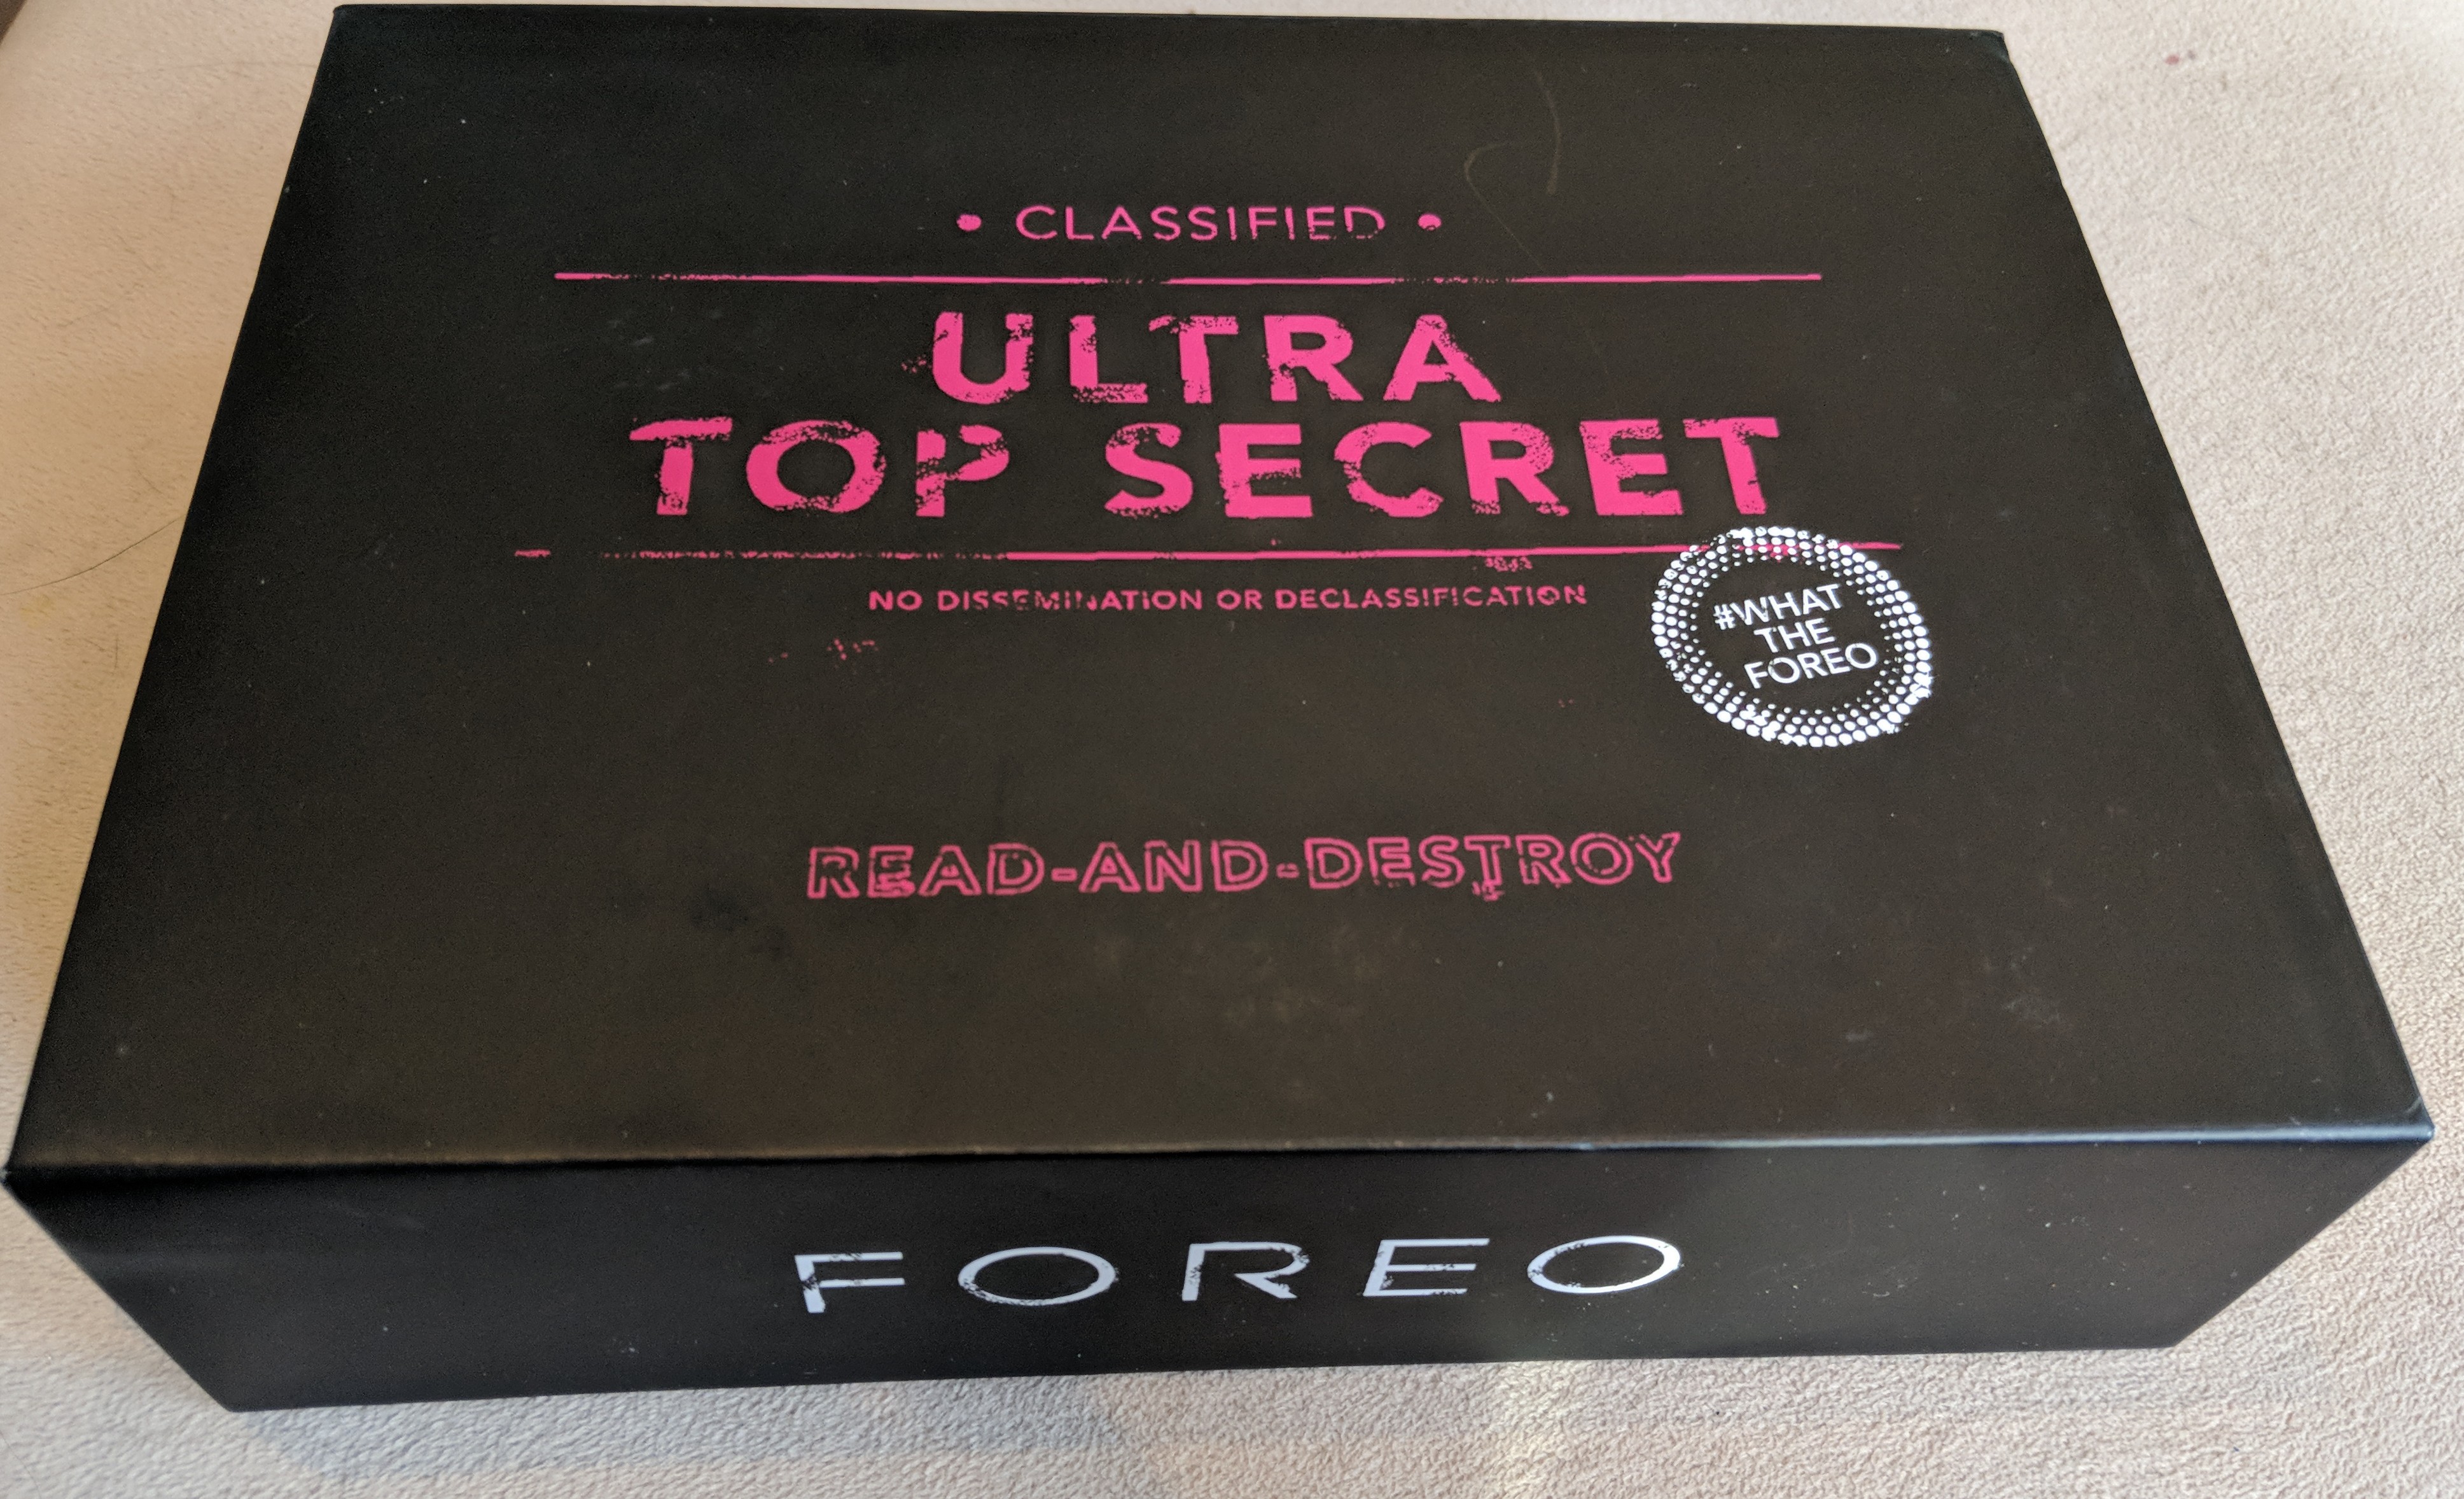 • CLASSIFIED •
ULTRA
TOP SECRET
NO DISSEMINATION OR DECLASSIFICATION
#WHAT
THE
FOREO
READ-AND-DESTROY
FOREO